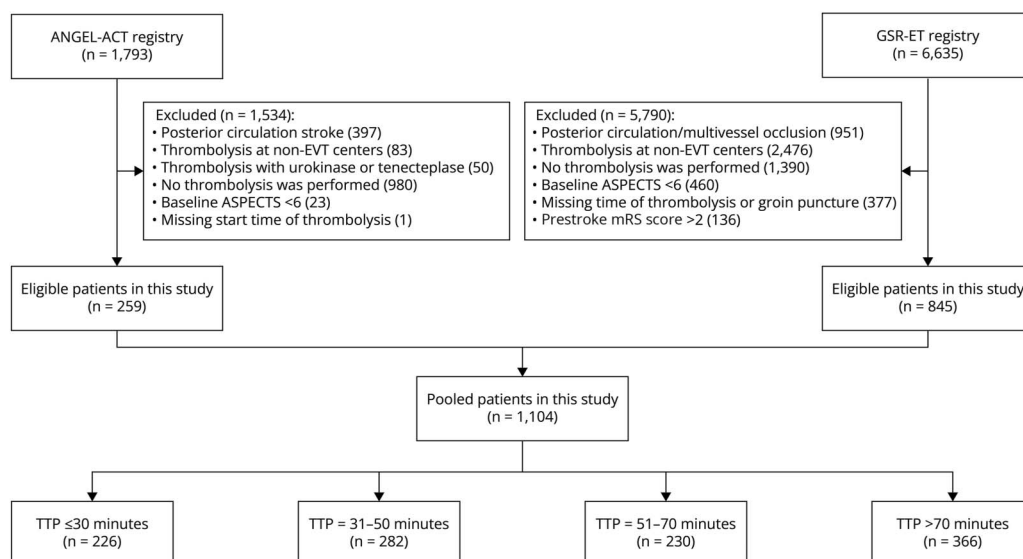 ANGEL-ACT registry
(n = 1,793)
GSR-ET registry
(n = 6,635)
Excluded (n = 1,534):
• Posterior circulation stroke (397)
• Thrombolysis at non-EVT centers (83)
• Thrombolysis with urokinase or tenecteplase (50)
• No thrombolysis was performed (980)
• Baseline ASPECTS <6 (23)
• Missing start time of thrombolysis (1)
Excluded (n = 5,790):
• Posterior circulation/multivessel occlusion (951)
• Thrombolysis at non-EVT centers (2,476)
• No thrombolysis was performed (1,390)
• Baseline ASPECTS <6 (460)
• Missing time of thrombolysis or groin puncture (377)
• Prestroke mRS score >2 (136)
Eligible patients in this study
(n = 259)
Eligible patients in this study
(n = 845)
Pooled patients in this study
(n = 1,104)
TTP ≤30 minutes
(n = 226)
TTP = 31–50 minutes
(n = 282)
TTP = 51–70 minutes
(n = 230)
TTP >70 minutes
(n = 366)